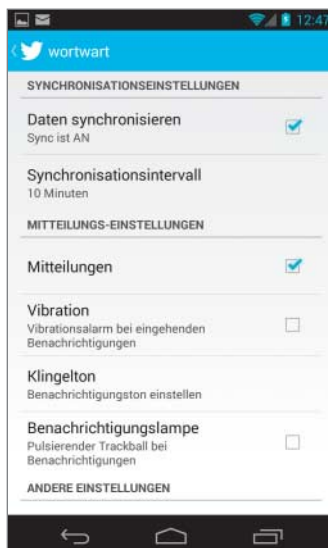 12:47
wortwart
SYNCHRONISATIONSEINSTELLUNGEN
Daten synchronisieren
Sync ist AN
Synchronisationsintervall
10 Minuten
MITTEILUNGS-EINSTELLUNGEN
Mitteilungen
Vibration
Vibrationsalarm bei eingehenden
Benachrichtigungen
Klingelton
Benachrichtigungston einstellen
Benachrichtigungslampe
Pulsierender Trackball bei
Benachrichtigungen
ANDERE EINSTELLUNGEN